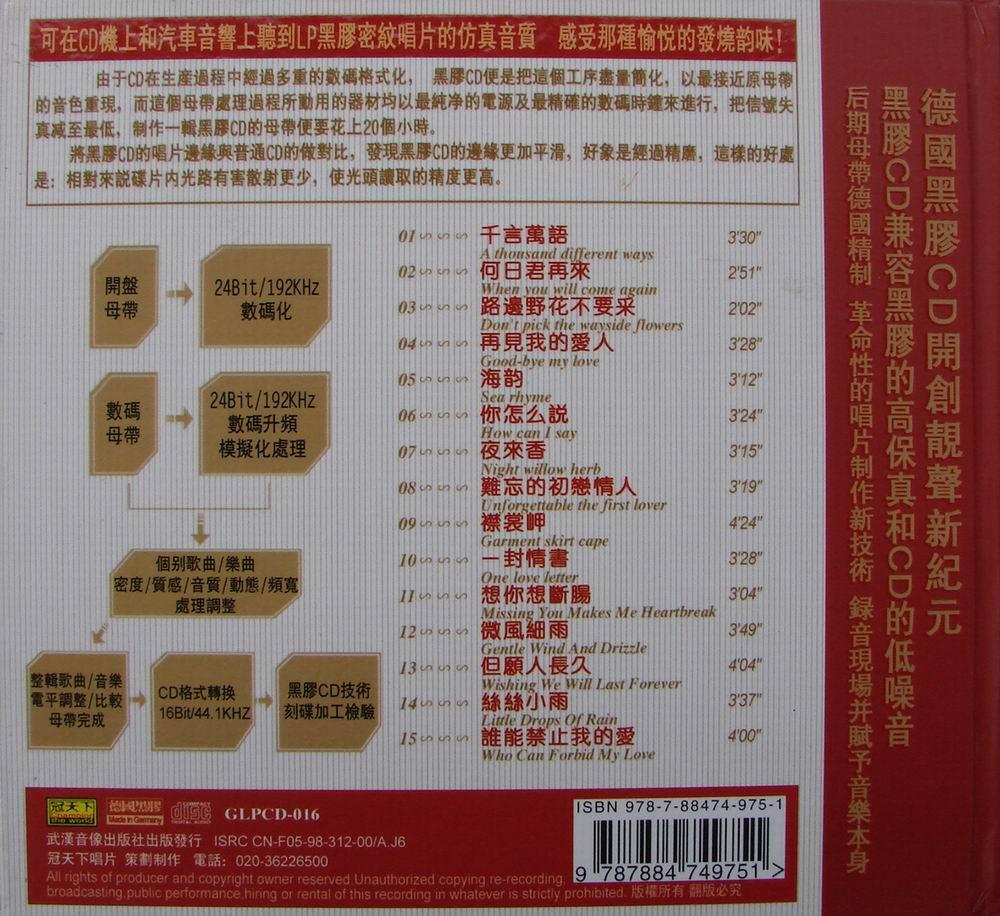 可在CD機上和汽車音響上聽到LP黑膠密紋唱片的仿真音質 感受那種愉悦的發燒韵味！
由于CD在生產過程中經過多重的數碼格式化， 黑膠CD便是把這個工序盡量簡化，以最接近原母帶
的音色重現，而這個母帶處理過程所動用的器材均以最纯净的電源及最精確的數碼時鐘來進行，把信號失
真减至最低，制作一輯黑膠CD的母帶便要花上20個小時。
將黑膠CD的唱片邊緣與普通CD的做對比，發現黑膠CD的邊緣更加平滑，好象是經過精磨，這樣的好處
是：相對來説碟片内光路有害散射更少，使光頭讀取的精度更高。
開盤
母帶
24Bit/192KHz
數碼化
數碼
母帶
24Bit/192KHz
數碼升頻
模擬化處理
個别歌曲/樂曲
密度/質感/音質/動態/頻寬
處理調整
整輯歌曲/音樂
電平調整/比較
母帶完成
CD格式轉換
16Bit/44.1KHZ
黑膠CD技術
刻碟加工檢驗
01 千言萬語 3'30"
A thousand different ways
02 何日君再來 2'51"
When you will come again
03 路邊野花不要采 2'02"
Don't pick the wayside flowers
04 再見我的愛人 3'28"
Good-bye my love
05 海韵 3'12"
Sea rhyme
06 你怎么説 3'24"
How can I say
07 夜來香 3'15"
Night willow herb
08 難忘的初戀情人 3'19"
Unforgettable the first lover
09 襟裳岬 4'24"
Garment skirt cape
10 一封情書 3'28"
One love letter
11 想你想斷腸 3'04"
Missing You Makes Me Heartbreak
12 微風細雨 3'49"
Gentle Wind And Drizzle
13 但願人長久 4'04"
Wishing We Will Last Forever
14 絲絲小雨 3'37"
Little Drops Of Rain
15 誰能禁止我的愛 4'00"
Who Can Forbid My Love
德國黑膠CD開創靚聲新紀元
黑膠CD兼容黑膠的高保真和CD的低噪音
后期母帶德國精制 革命性的唱片制作新技術 録音現場并賦予音樂本身
冠天下
Champion
the world
德國黑膠
Made in Germany
COMPACT
disc
DIGITAL AUDIO
GLPCD-016
武漢音像出版社出版發行 ISRC CN-F05-98-312-00/A.J6
冠天下唱片 策劃制作 電話：020-36226500
All rights of producer and copyright owner reserved.Unauthorized copying,re-recording,
broadcasting,public performance,hiring or rental of this recording in whatever is strictly prohibited. 版權所有 翻版必究
ISBN 978-7-88474-975-1
9 787884 749751 >